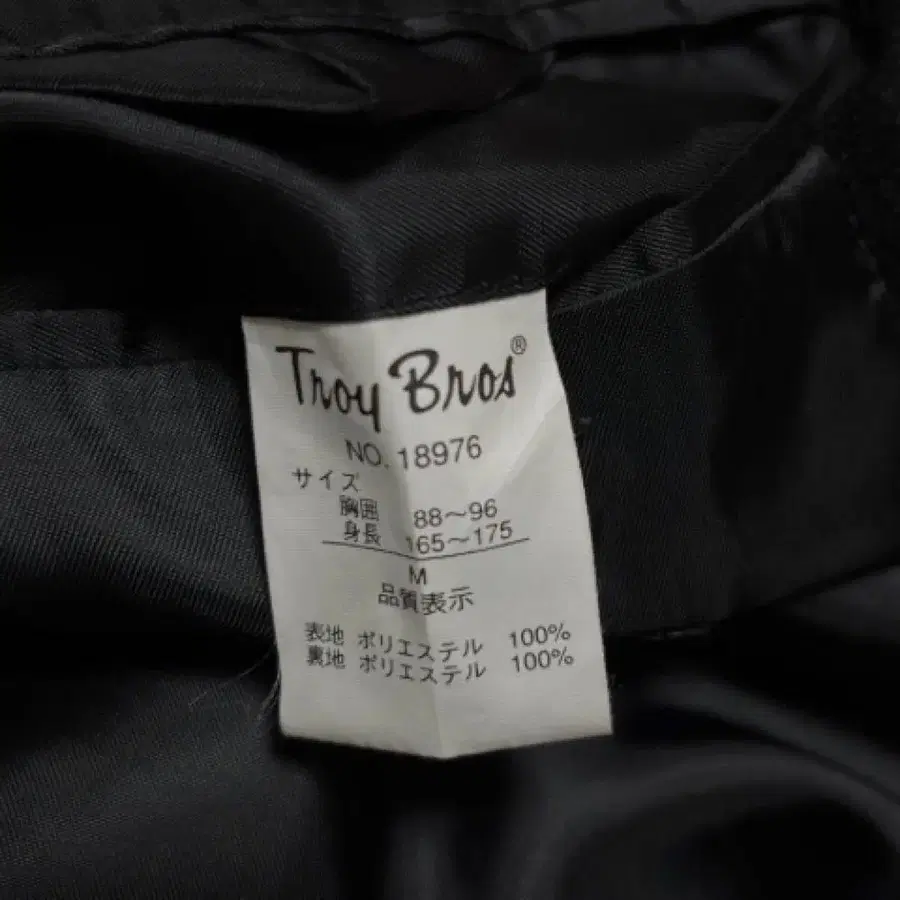 Troy Bros®
NO. 18976
サイズ
胸囲 88〜96
身長 165〜175
M
品質表示
表地 ポリエステル 100%
裏地 ポリエステル 100%